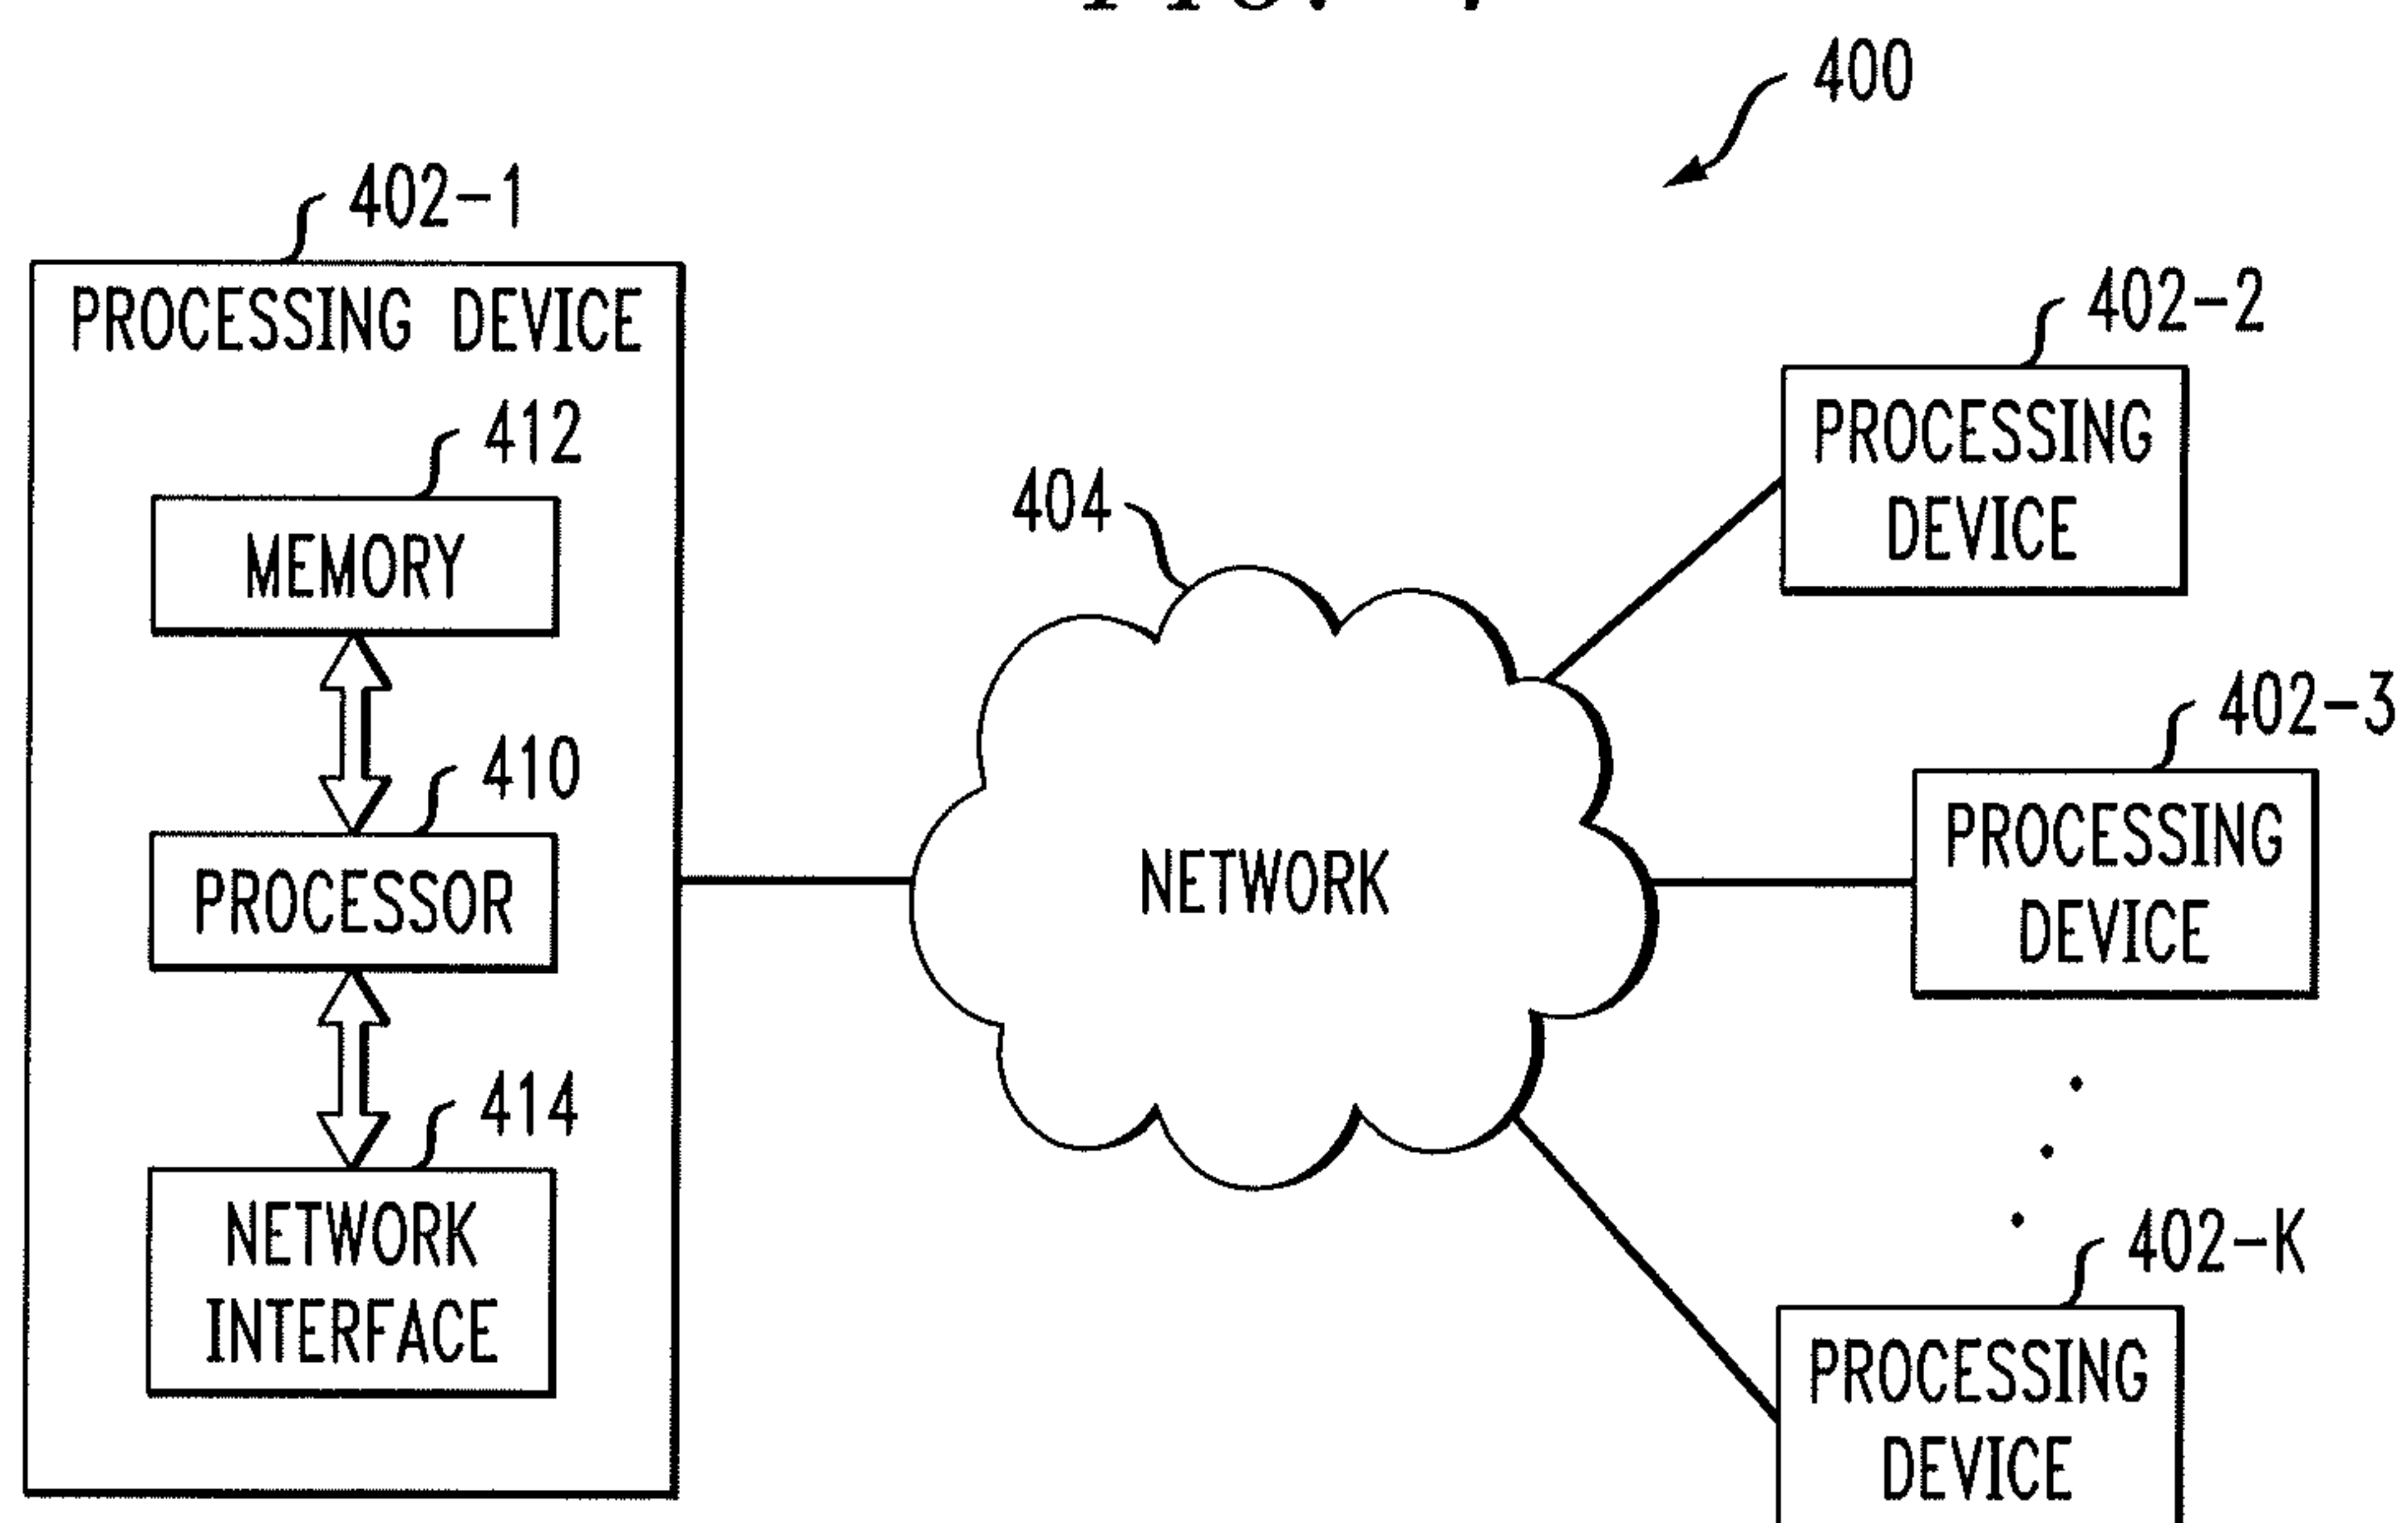 400
402-1
PROCESSING DEVICE
412
MEMORY
410
PROCESSOR
414
NETWORK
INTERFACE
404
NETWORK
402-2
PROCESSING
DEVICE
402-3
PROCESSING
DEVICE
402-K
PROCESSING
DEVICE